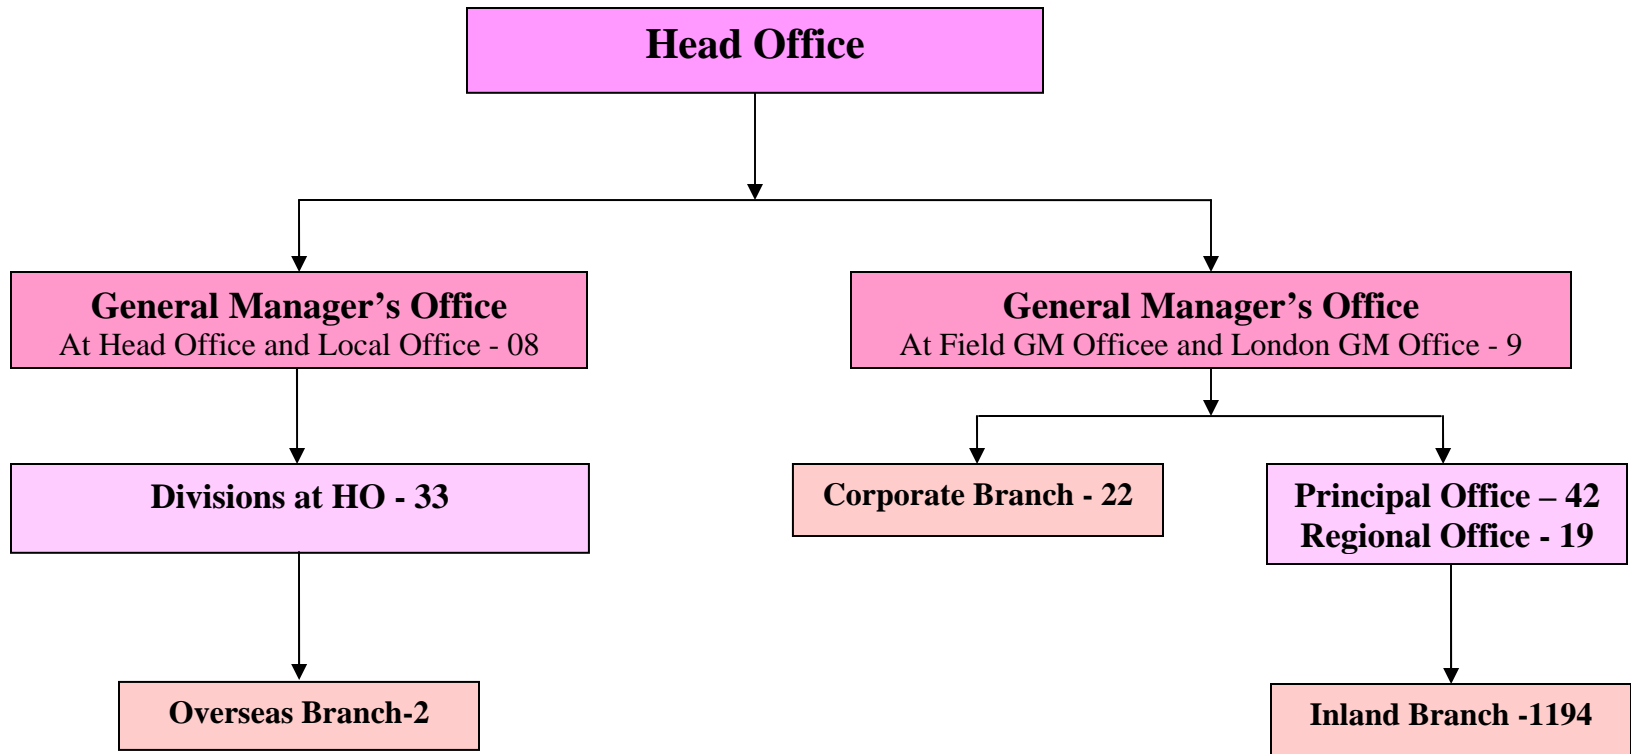 Head Office
General Manager’s Office
At Head Office and Local Office - 08
General Manager’s Office
At Field GM Officee and London GM Office - 9
Divisions at HO - 33
Corporate Branch - 22
Principal Office – 42
Regional Office - 19
Overseas Branch-2
Inland Branch -1194